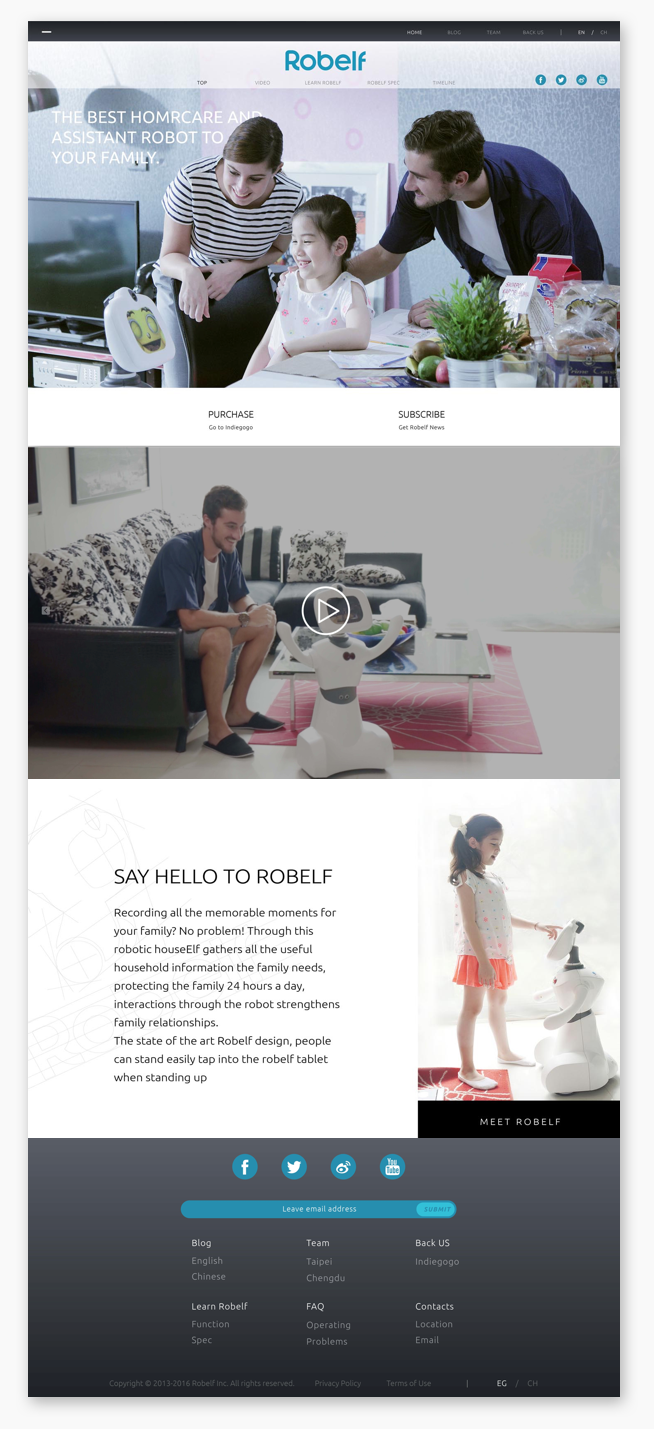 HOME BLOG TEAM BACK US | EN / CH
Robelf
TOP VIDEO LEARN ROBELF ROBELF SPEC TIMELINE
THE BEST HOMRCARE AND
ASSISTANT ROBOT TO
YOUR FAMILY.
PURCHASE
Go to Indiegogo
SUBSCRIBE
Get Robelf News
SAY HELLO TO ROBELF
Recording all the memorable moments for
your family? No problem! Through this
robotic houseElf gathers all the useful
household information the family needs,
protecting the family 24 hours a day,
interactions through the robot strengthens
family relationships.
The state of the art Robelf design, people
can stand easily tap into the robelf tablet
when standing up
MEET ROBELF
You
Tube
Leave email address SUBMIT
Blog
English
Chinese
Team
Taipei
Chengdu
Back US
Indiegogo
Learn Robelf
Function
Spec
FAQ
Operating
Problems
Contacts
Location
Email
Copyright © 2013-2016 Robelf Inc. All rights reserved. Privacy Policy Terms of Use | EG / CH